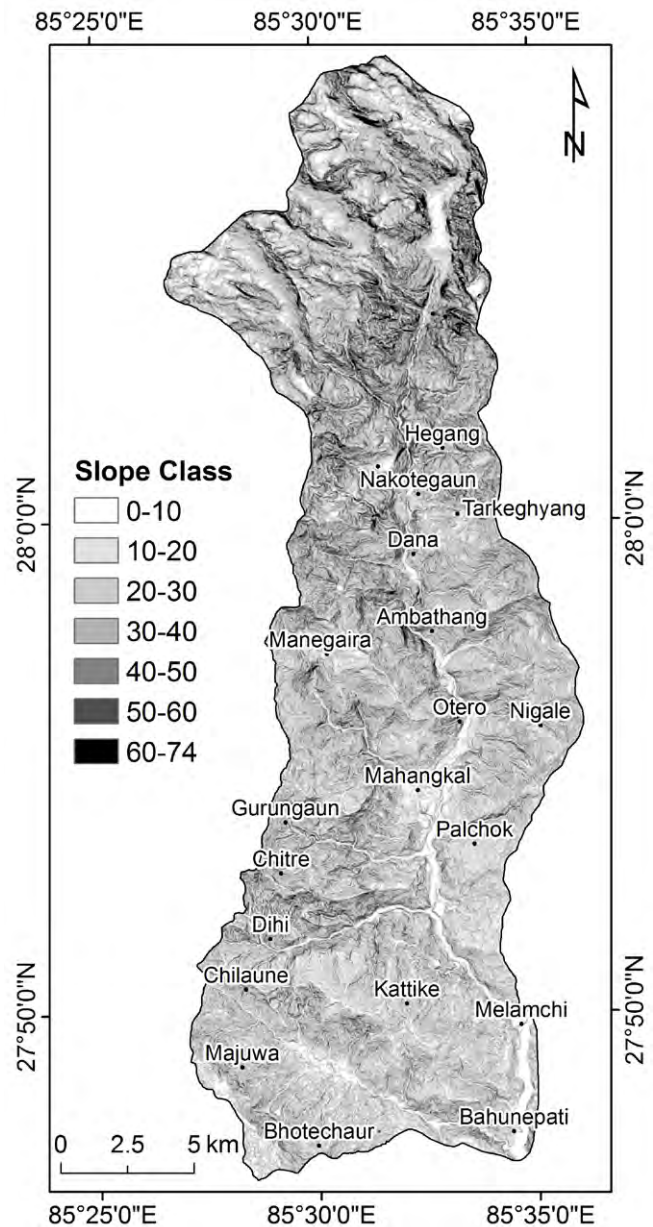 85°25'0"E 85°30'0"E 85°35'0"E
N
Hegang
Slope Class
Nakotegaun
0-10
Tarkeghyang
28°0'0"N 28°0'0"N
10-20
Dana
20-30
30-40
Ambathang
Manegaira
40-50
50-60
Otero Nigale
60-74
Mahangkal
Gurungaun
Palchok
Chitre
Dihi
Chilaune Kattike
Melamchi
27°50'0"N 27°50'0"N
Majuwa
Bahunepati
0 2.5 5 km
Bhotechaur
85°25'0"E 85°30'0"E 85°35'0"E